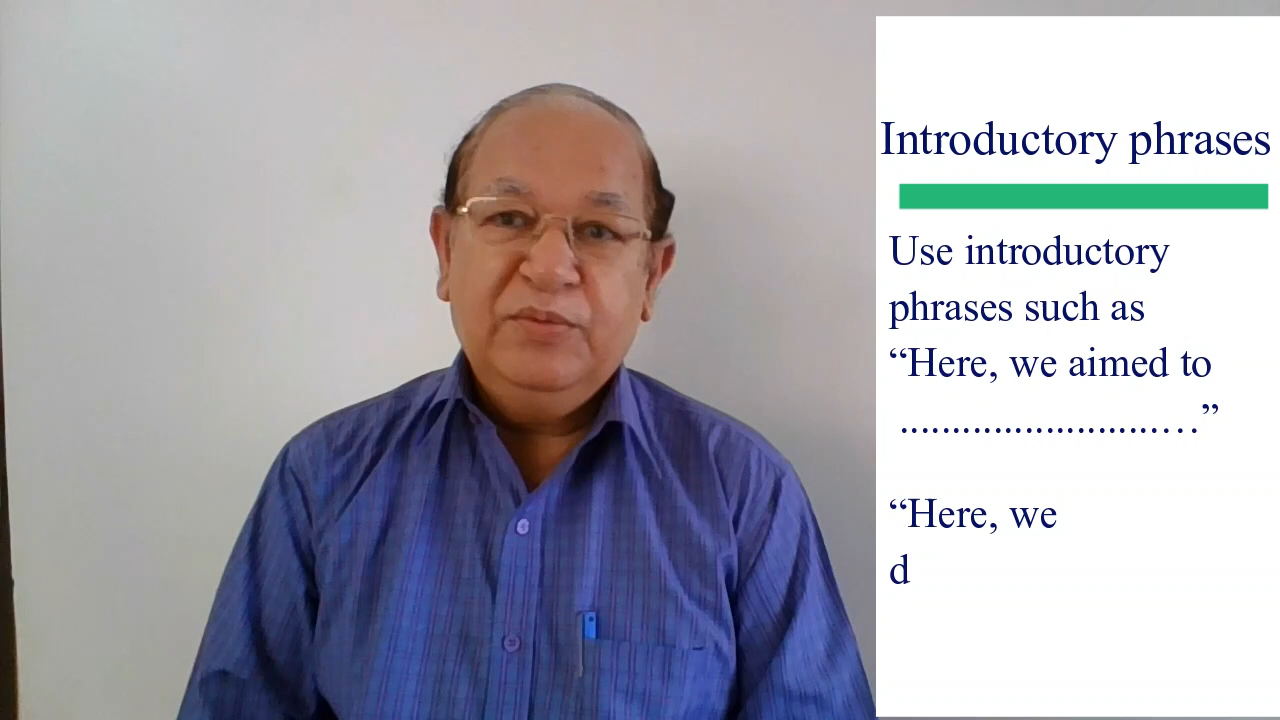 Introductory phrases
Use introductory
phrases such as
“Here, we aimed to
............................…”
“Here, we
d